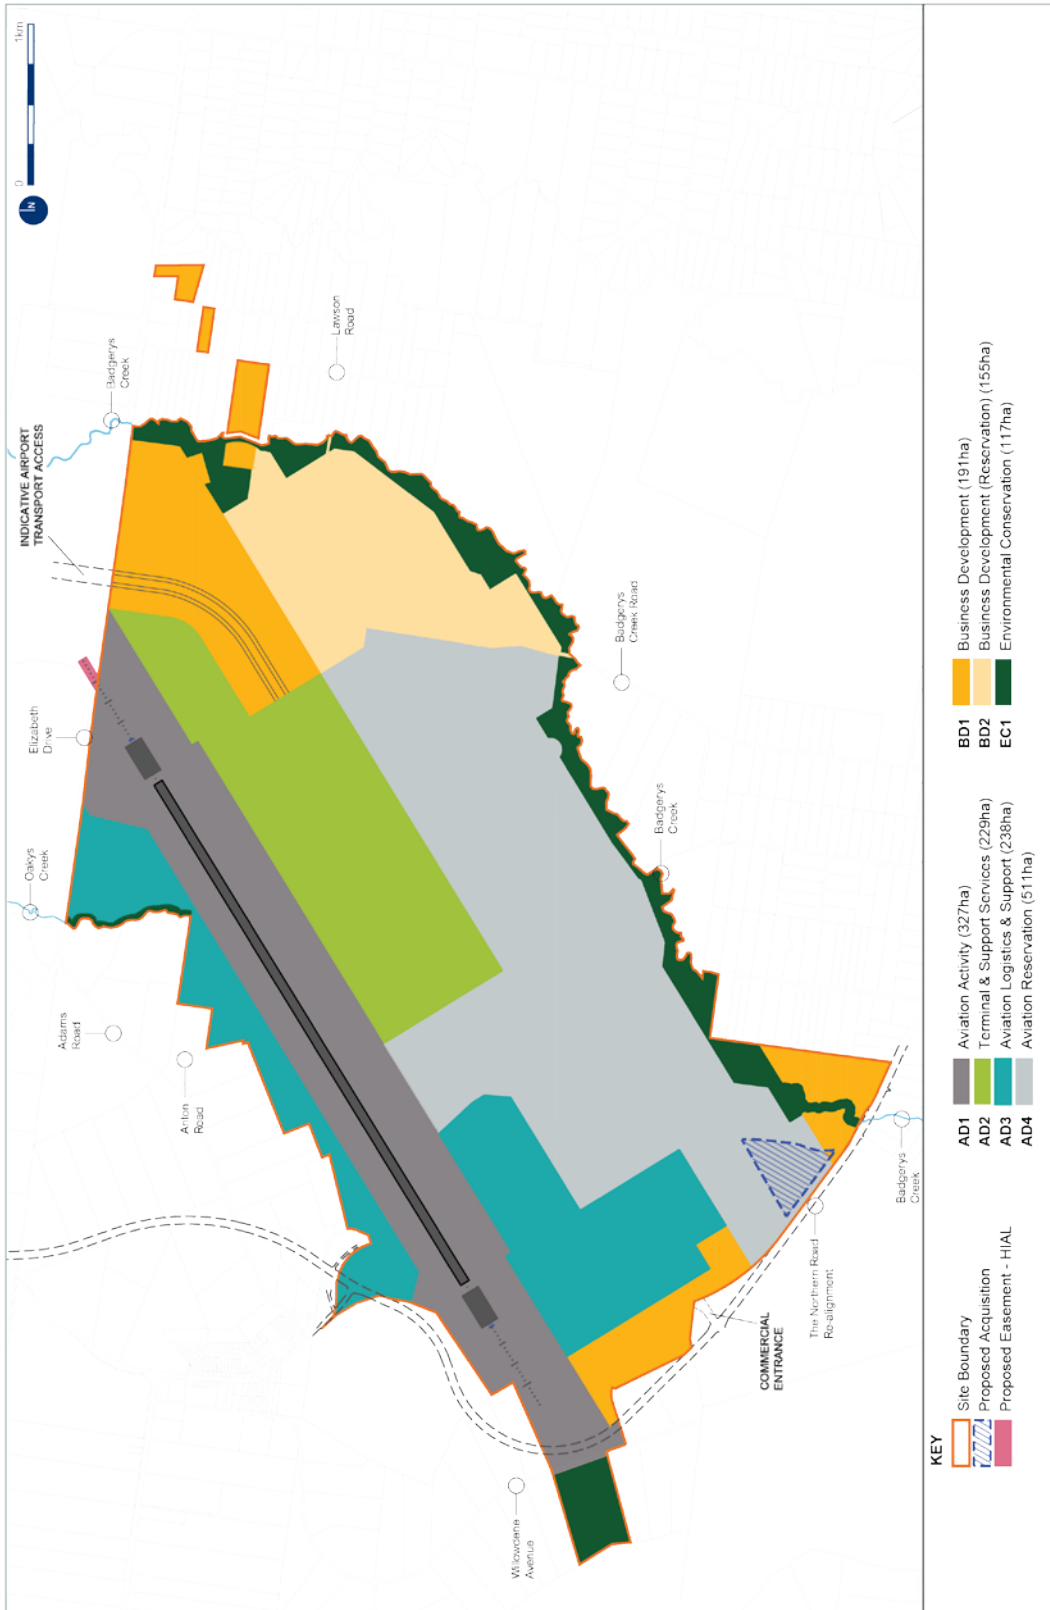 0
1km
N
Badgerys
Creek
INDICATIVE AIRPORT
TRANSPORT ACCESS
Lawson
Road
Elizabeth
Drive
Oakys
Creek
Adams
Road
Anton
Road
Badgerys
Creek Road
Badgerys
Creek
Badgerys
Creek
The Northern Road
Re-alignment
COMMERCIAL
ENTRANCE
Willowdene
Avenue
KEY
Site Boundary
Proposed Acquisition
Proposed Easement - HIAL
AD1 Aviation Activity (327ha)
AD2 Terminal & Support Services (229ha)
AD3 Aviation Logistics & Support (238ha)
AD4 Aviation Reservation (511ha)
BD1 Business Development (191ha)
BD2 Business Development (Reservation) (155ha)
EC1 Environmental Conservation (117ha)